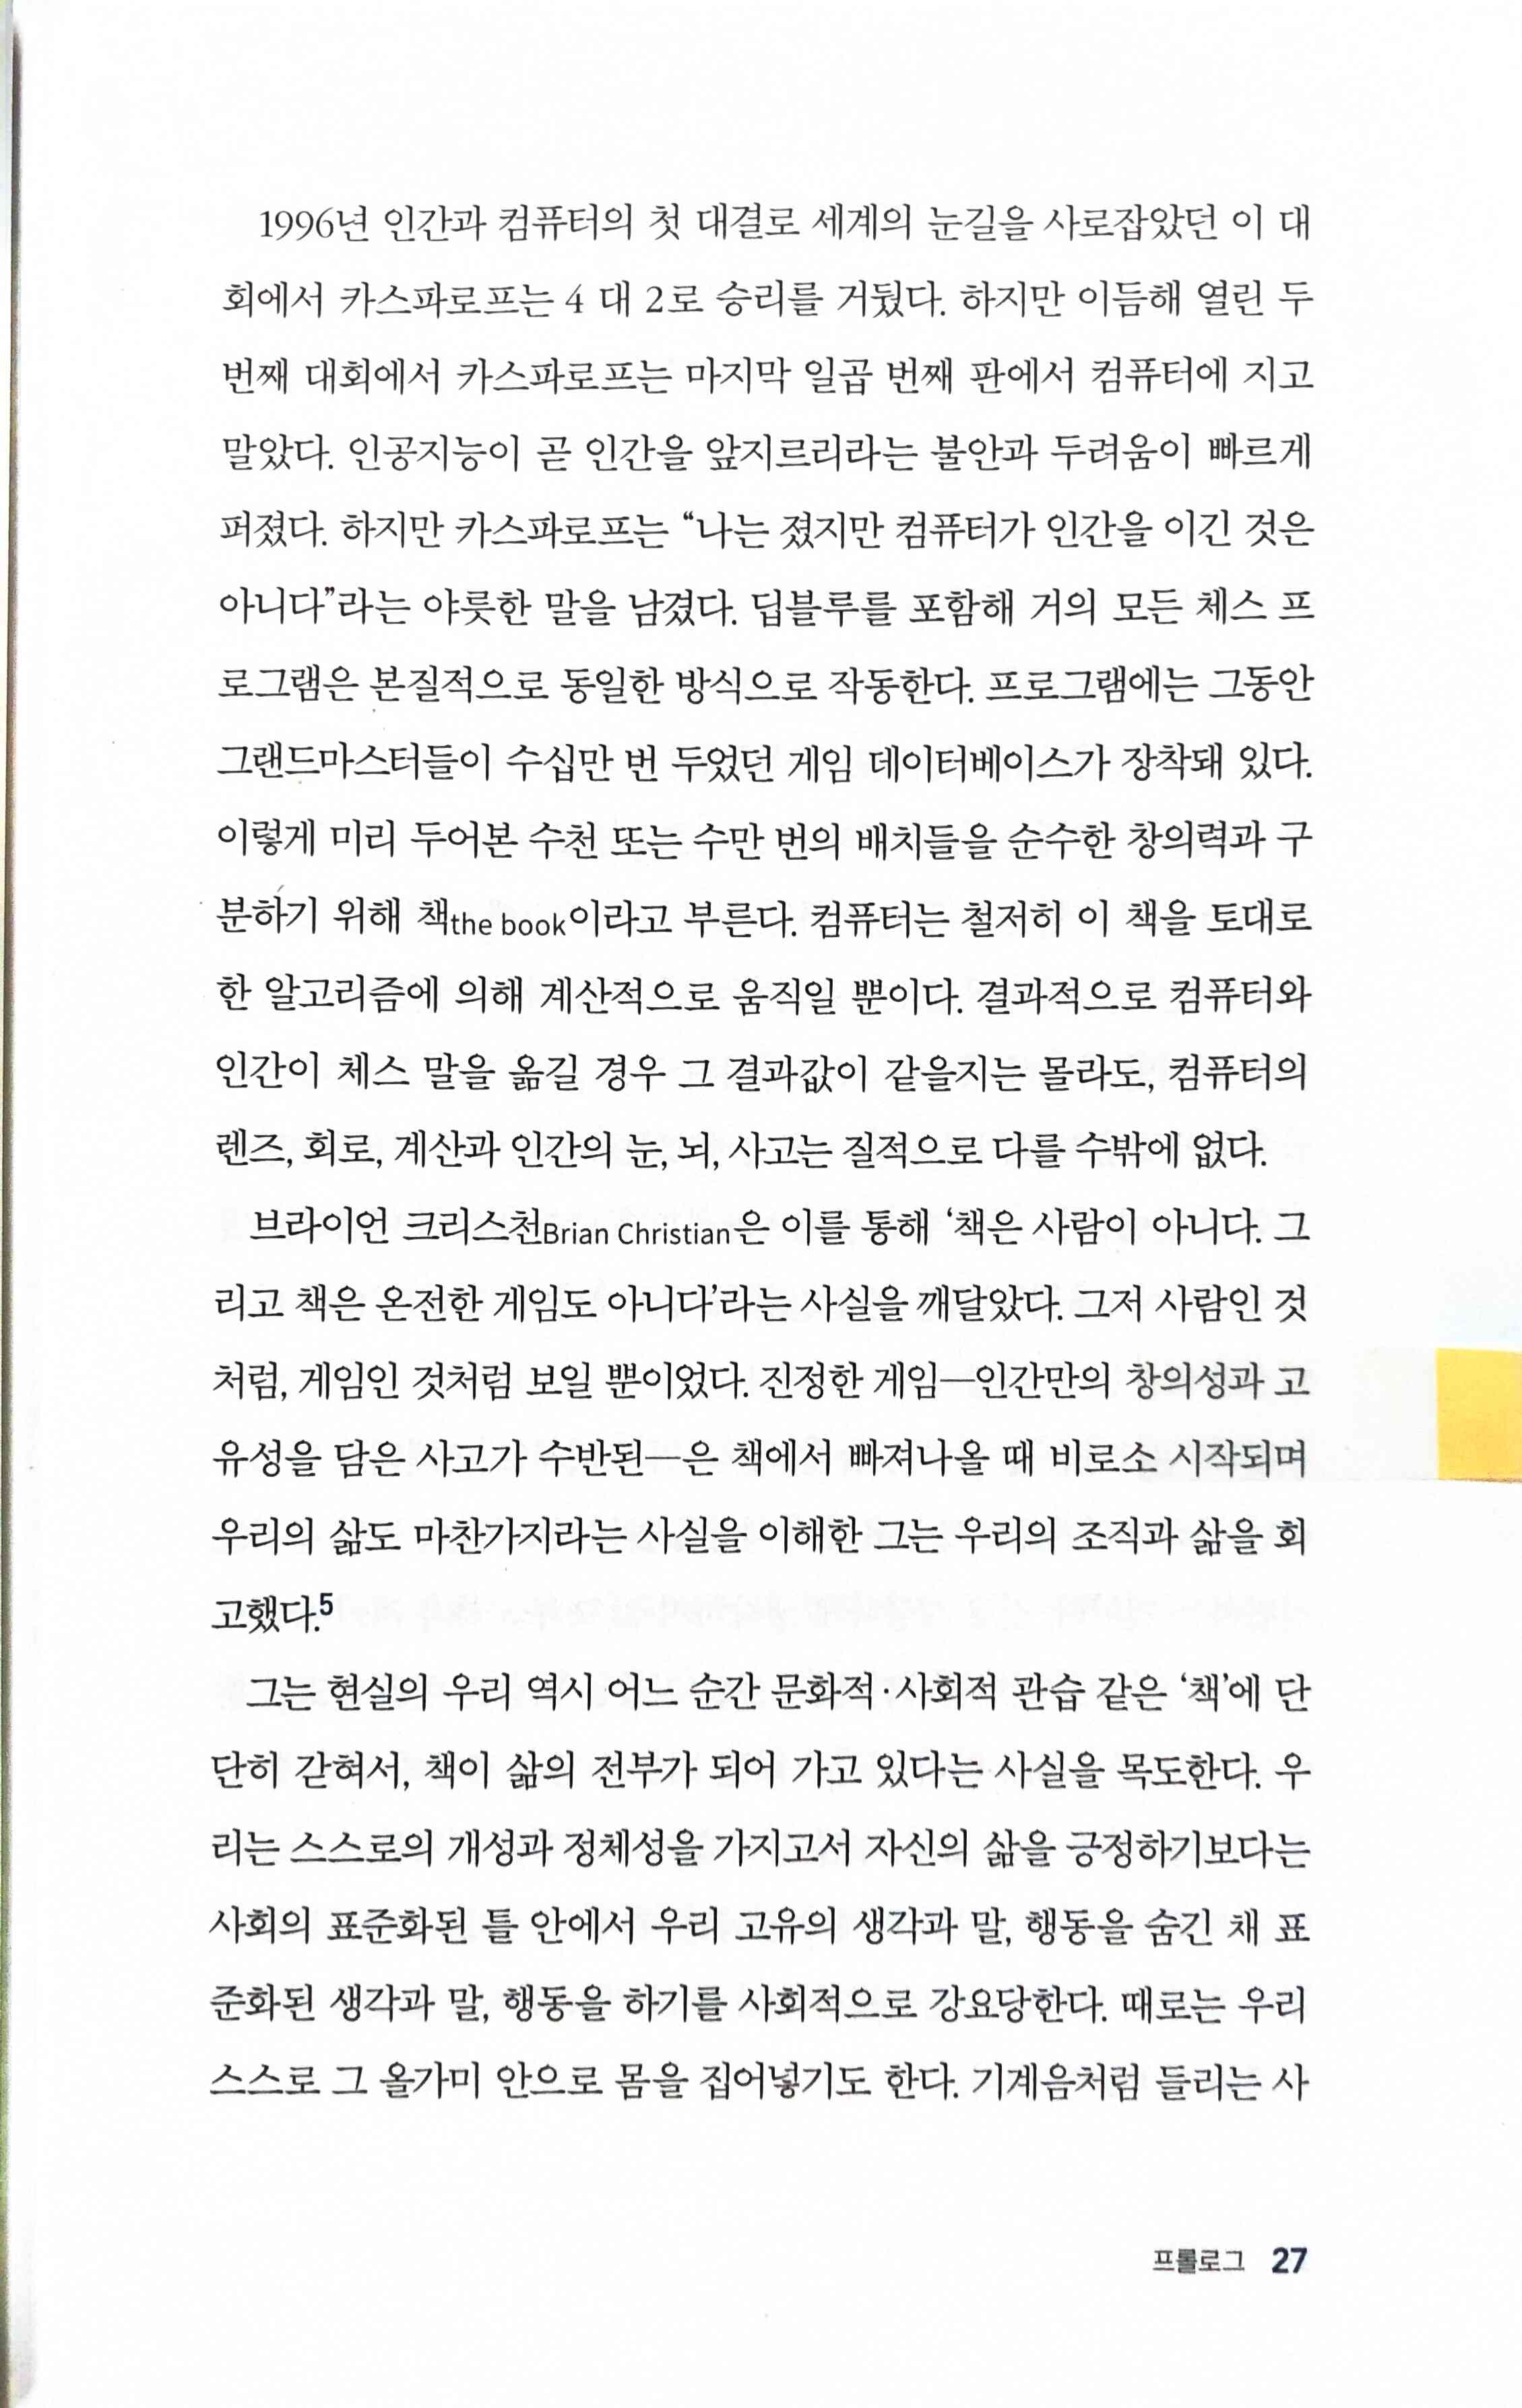 1996년 인간과 컴퓨터의 첫 대결로 세계의 눈길을 사로잡았던 이 대
회에서 카스파로프는 4 대 2로 승리를 거뒀다. 하지만 이듬해 열린 두
번째 대회에서 카스파로프는 마지막 일곱 번째 판에서 컴퓨터에 지고
말았다. 인공지능이 곧 인간을 앞지르리라는 불안과 두려움이 빠르게
퍼졌다. 하지만 카스파로프는 “나는 졌지만 컴퓨터가 인간을 이긴 것은
아니다”라는 야릇한 말을 남겼다. 딥블루를 포함해 거의 모든 체스 프
로그램은 본질적으로 동일한 방식으로 작동한다. 프로그램에는 그동안
그랜드마스터들이 수십만 번 두었던 게임 데이터베이스가 장착돼 있다.
이렇게 미리 두어본 수천 또는 수만 번의 배치들을 순수한 창의력과 구
분하기 위해 책the book이라고 부른다. 컴퓨터는 철저히 이 책을 토대로
한 알고리즘에 의해 계산적으로 움직일 뿐이다. 결과적으로 컴퓨터와
인간이 체스 말을 옮길 경우 그 결과값이 같을지는 몰라도, 컴퓨터의
렌즈, 회로, 계산과 인간의 눈, 뇌, 사고는 질적으로 다를 수밖에 없다.
브라이언 크리스천Brian Christian은 이를 통해 ‘책은 사람이 아니다. 그
리고 책은 온전한 게임도 아니다’라는 사실을 깨달았다. 그저 사람인 것
처럼, 게임인 것처럼 보일 뿐이었다. 진정한 게임—인간만의 창의성과 고
유성을 담은 사고가 수반된—은 책에서 빠져나올 때 비로소 시작되며
우리의 삶도 마찬가지라는 사실을 이해한 그는 우리의 조직과 삶을 회
고했다.⁵
그는 현실의 우리 역시 어느 순간 문화적·사회적 관습 같은 ‘책’에 단
단히 갇혀서, 책이 삶의 전부가 되어 가고 있다는 사실을 목도한다. 우
리는 스스로의 개성과 정체성을 가지고서 자신의 삶을 긍정하기보다는
사회의 표준화된 틀 안에서 우리 고유의 생각과 말, 행동을 숨긴 채 표
준화된 생각과 말, 행동을 하기를 사회적으로 강요당한다. 때로는 우리
스스로 그 올가미 안으로 몸을 집어넣기도 한다. 기계음처럼 들리는 사
프롤로그 27